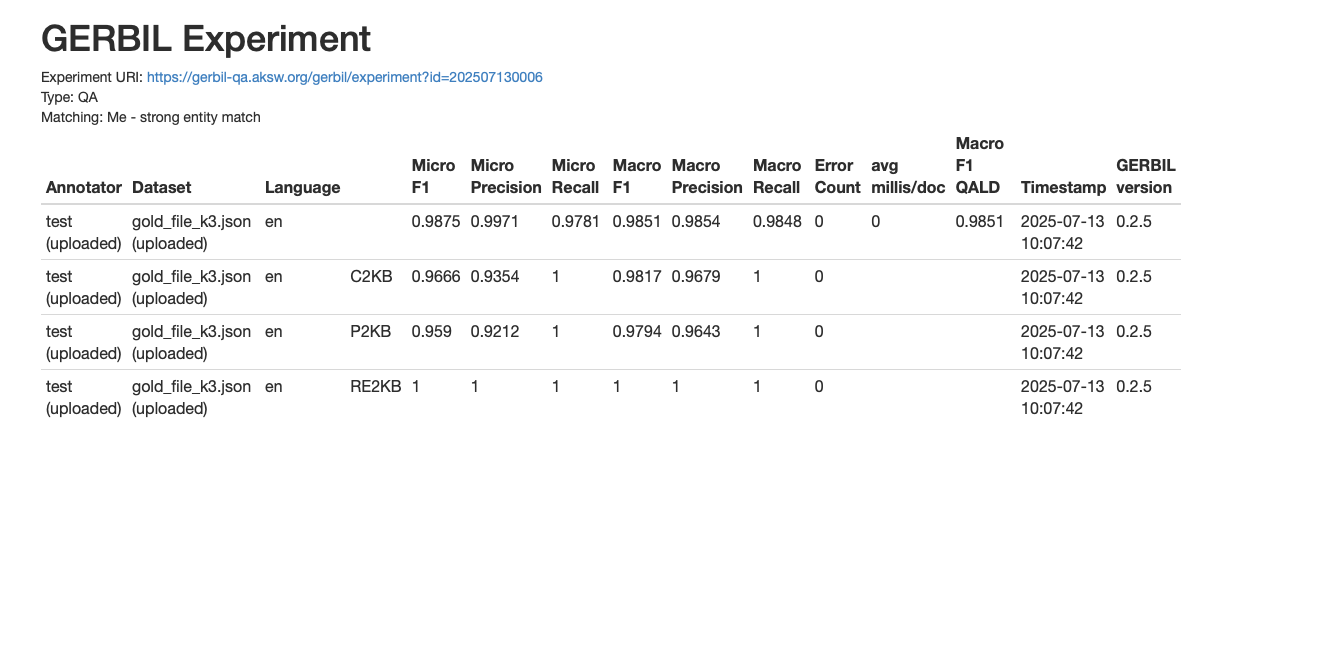 GERBIL Experiment
Experiment URI: https://gerbil-qa.aksw.org/gerbil/experiment?id=202507130006
Type: QA
Matching: Me - strong entity match
Annotator Dataset Language Micro F1 Micro Precision Micro Recall Macro F1 Macro Precision Macro Recall Error Count avg millis/doc Macro F1 QALD Timestamp GERBIL version
test (uploaded) gold_file_k3.json (uploaded) en 0.9875 0.9971 0.9781 0.9851 0.9854 0.9848 0 0 0.9851 2025-07-13 10:07:42 0.2.5
test (uploaded) gold_file_k3.json (uploaded) en C2KB 0.9666 0.9354 1 0.9817 0.9679 1 0 2025-07-13 10:07:42 0.2.5
test (uploaded) gold_file_k3.json (uploaded) en P2KB 0.959 0.9212 1 0.9794 0.9643 1 0 2025-07-13 10:07:42 0.2.5
test (uploaded) gold_file_k3.json (uploaded) en RE2KB 1 1 1 1 1 1 0 2025-07-13 10:07:42 0.2.5